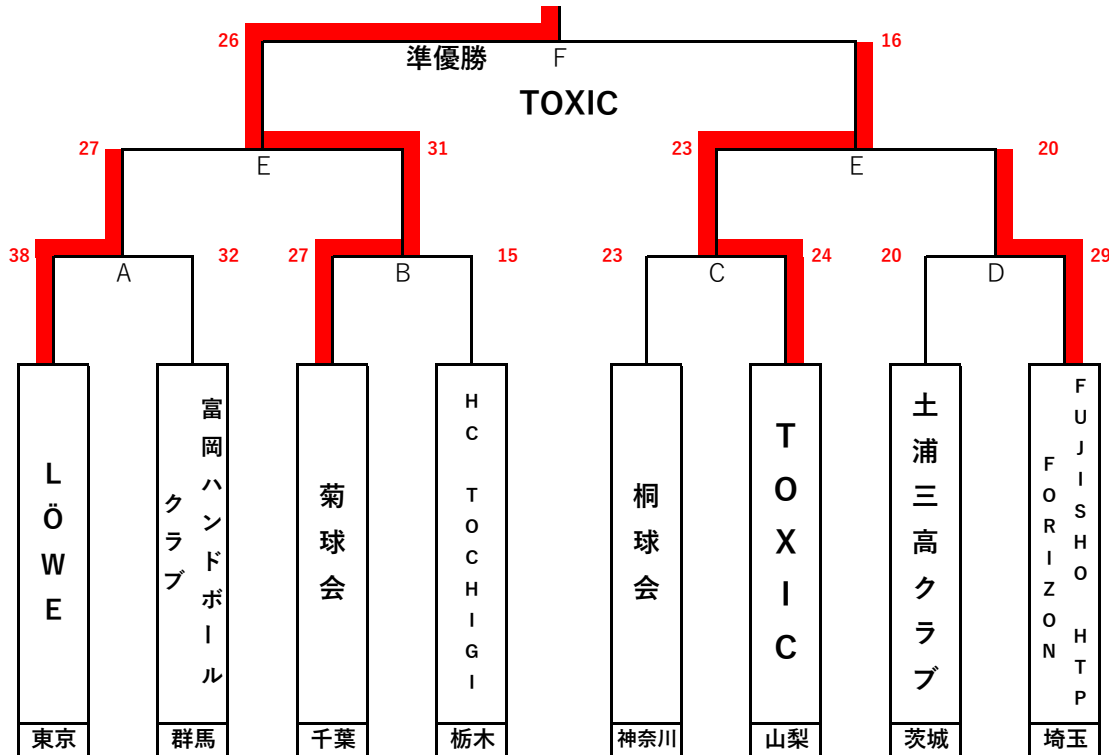 26
準優勝
F
16
TOXIC
27
E
31
23
E
20
38
A
32
27
B
15
23
C
24
20
D
29
LÖWE
富岡ハンドボール
クラブ
菊球会
HC TOCHIGI
桐球会
TOXIC
土浦三高クラブ
FUJISHO HTP
FORIZON
東京
群馬
千葉
栃木
神奈川
山梨
茨城
埼玉